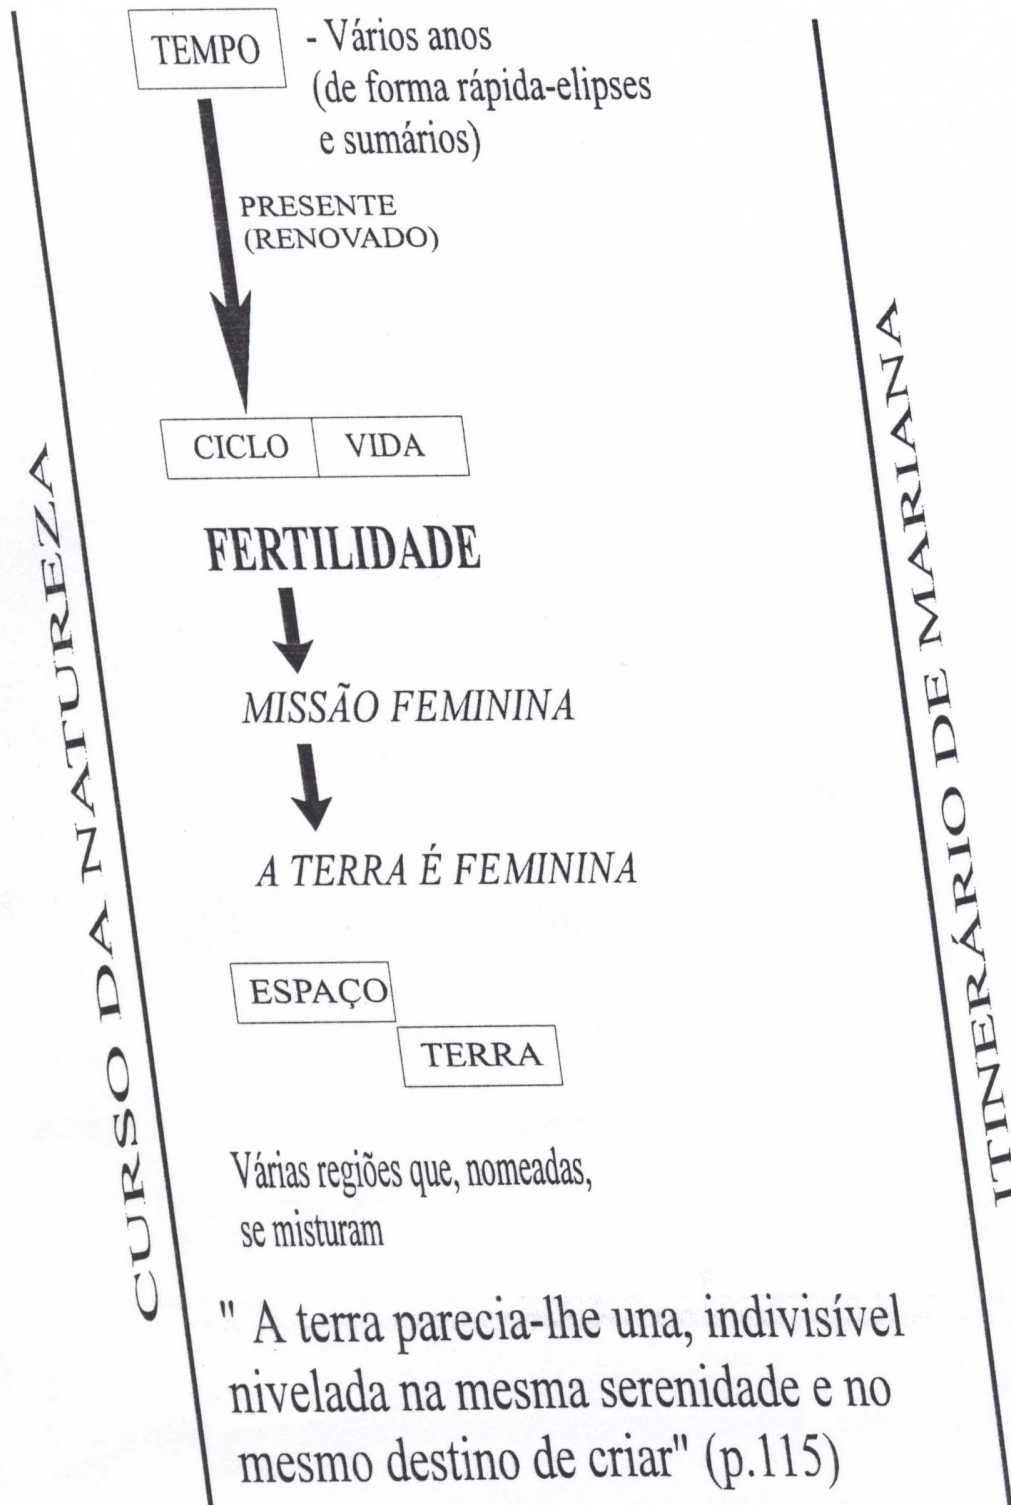 TEMPO
- Vários anos
(de forma rápida-elipses
e sumários)
PRESENTE
(RENOVADO)
CICLO VIDA
FERTILIDADE
MISSÃO FEMININA
A TERRA É FEMININA
ESPAÇO
TERRA
Várias regiões que, nomeadas,
se misturam
" A terra parecia-lhe una, indivisível
nivelada na mesma serenidade e no
mesmo destino de criar" (p.115)
CURSO DA NATUREZA
ITINERÁRIO DE MARIANA